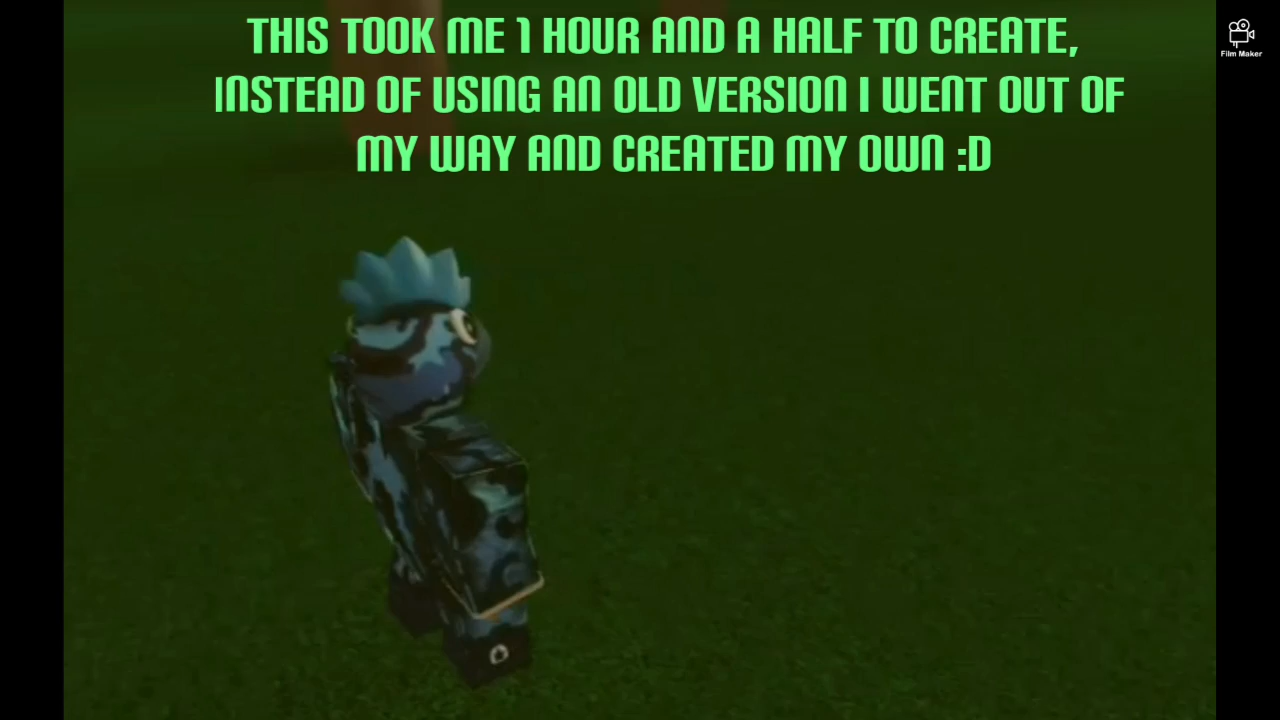 THIS TOOK ME 1 HOUR AND A HALF TO CREATE,
INSTEAD OF USING AN OLD VERSION I WENT OUT OF
MY WAY AND CREATED MY OWN :D
Film Maker